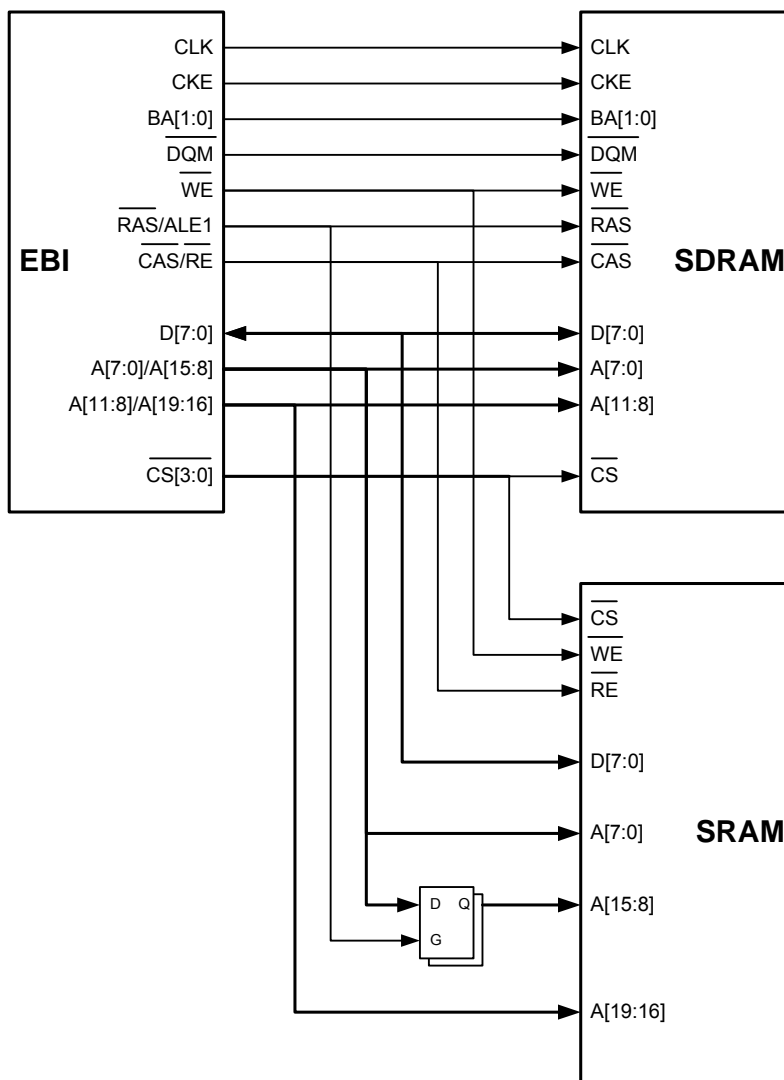 CLK
CLK
CKE
CKE
BA[1:0]
BA[1:0]
DQM
DQM
WE
WE
RAS/ALE1
RAS
EBI
CAS/RE
CAS
SDRAM
D[7:0]
D[7:0]
A[7:0]/A[15:8]
A[7:0]
A[11:8]/A[19:16]
A[11:8]
CS[3:0]
CS
CS
WE
RE
D[7:0]
A[7:0]
SRAM
D
Q
A[15:8]
G
A[19:16]